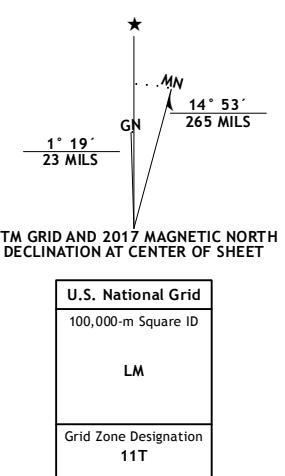 ★
MN
GN
14° 53´
265 MILS
1° 19´
23 MILS
TM GRID AND 2017 MAGNETIC NORTH
DECLINATION AT CENTER OF SHEET
U.S. National Grid
100,000-m Square ID
LM
Grid Zone Designation
11T